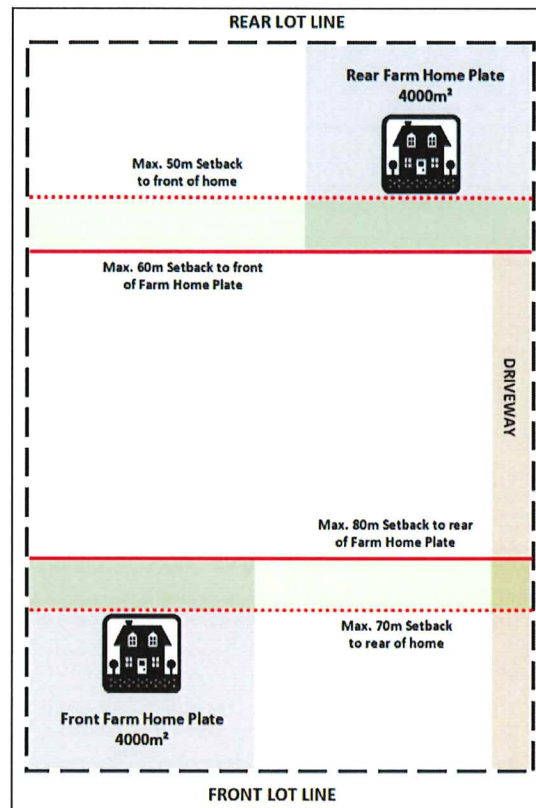 REAR LOT LINE
Rear Farm Home Plate
4000m²
Max. 50m Setback
to front of home
Max. 60m Setback to front
of Farm Home Plate
DRIVEWAY
Max. 80m Setback to rear
of Farm Home Plate
Max. 70m Setback
to rear of home
Front Farm Home Plate
4000m²
FRONT LOT LINE